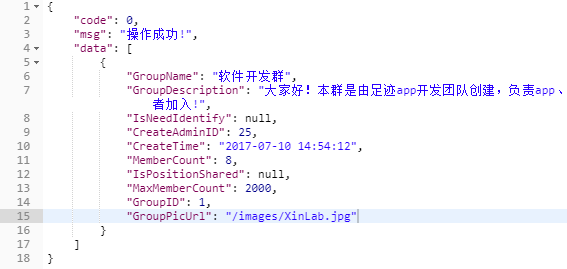 1 {
2 "code": 0,
3 "msg": "操作成功!",
4 "data": [
5 {
6 "GroupName": "软件开发群",
7 "GroupDescription": "大家好！本群是由足迹app开发团队创建，负责app、
者加入!",
8 "IsNeedIdentify": null,
9 "CreateAdminID": 25,
10 "CreateTime": "2017-07-10 14:54:12",
11 "MemberCount": 8,
12 "IsPositionShared": null,
13 "MaxMemberCount": 2000,
14 "GroupID": 1,
15 "GroupPicUrl": "/images/XinLab.jpg"
16 }
17 ]
18 }